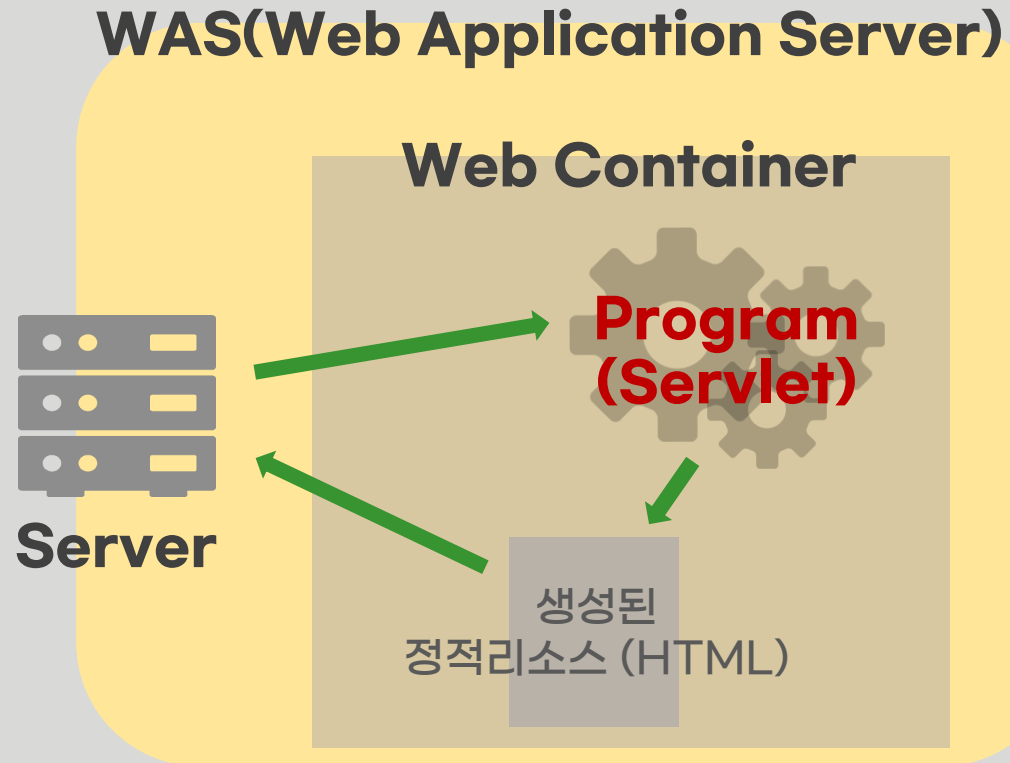 WAS(Web Application Server)
Web Container
Program
(Servlet)
Server
생성된
정적리소스 (HTML)